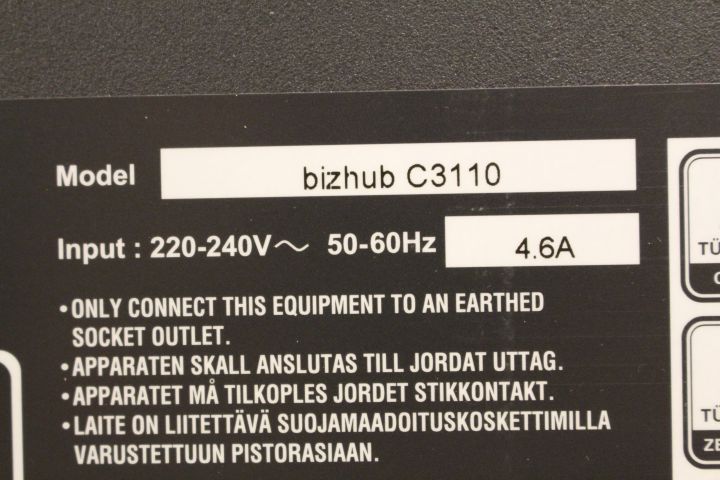 Model bizhub C3110
Input : 220-240V～ 50-60Hz 4.6A
•ONLY CONNECT THIS EQUIPMENT TO AN EARTHED
SOCKET OUTLET.
•APPARATEN SKALL ANSLUTAS TILL JORDAT UTTAG.
•APPARATET MÅ TILKOPLES JORDET STIKKONTAKT.
•LAITE ON LIITETTÄVÄ SUOJAMAADOITUSKOSKETTIMILLA
VARUSTETTUUN PISTORASIAAN.